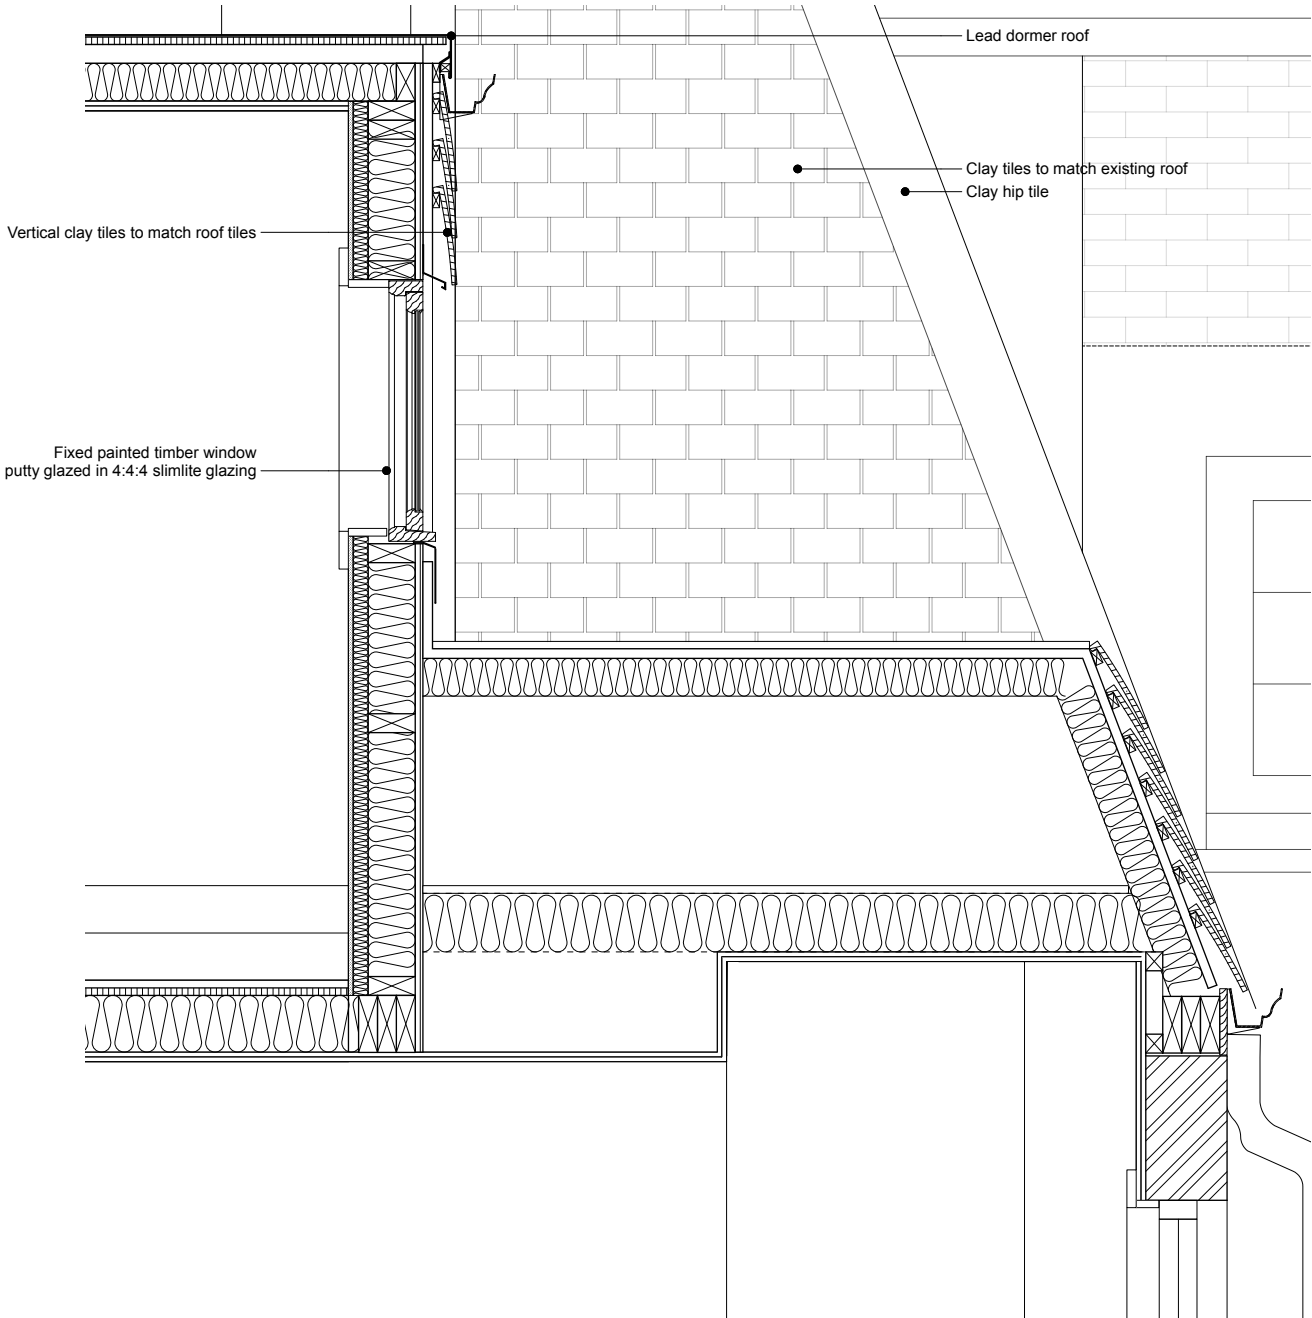 Lead dormer roof
Clay tiles to match existing roof
Clay hip tile
Vertical clay tiles to match roof tiles
Fixed painted timber window
putty glazed in 4:4:4 slimlite glazing